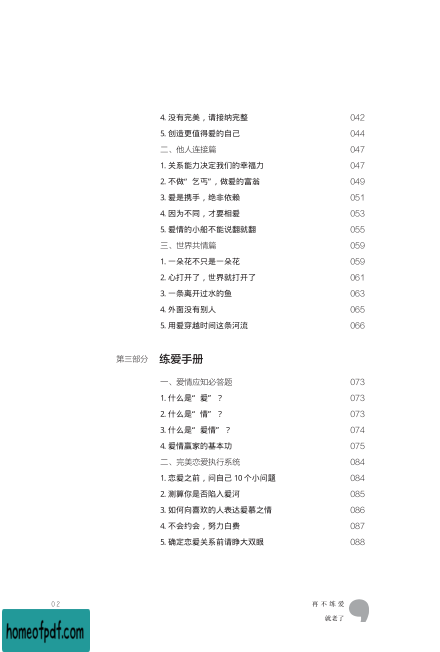 4. 没有完美，请接纳完整 042
5. 创造更值得爱的自己 044
二、他人连接篇 047
1. 关系能力决定我们的幸福力 047
2. 不做“乞丐”，做爱的富翁 049
3. 爱是携手，绝非依赖 051
4. 因为不同，才要相爱 053
5. 爱情的小船不能说翻就翻 055
三、世界共情篇 059
1. 一朵花不只是一朵花 059
2. 心打开了，世界就打开了 061
3. 一条离开过水的鱼 063
4. 外面没有别人 065
5. 用爱穿越时间这条河流 066
第三部分 练爱手册
一、爱情应知必答题 073
1. 什么是“爱”？ 073
2. 什么是“情”？ 073
3. 什么是“爱情”？ 074
4. 爱情赢家的基本功 075
二、完美恋爱执行系统 084
1. 恋爱之前，问自己 10 个小问题 084
2. 测算你是否陷入爱河 085
3. 如何向喜欢的人表达爱慕之情 086
4. 不会约会，努力白费 087
5. 确定恋爱关系前请睁大双眼 088
02
再不练爱
就老了
homeofpdf.com